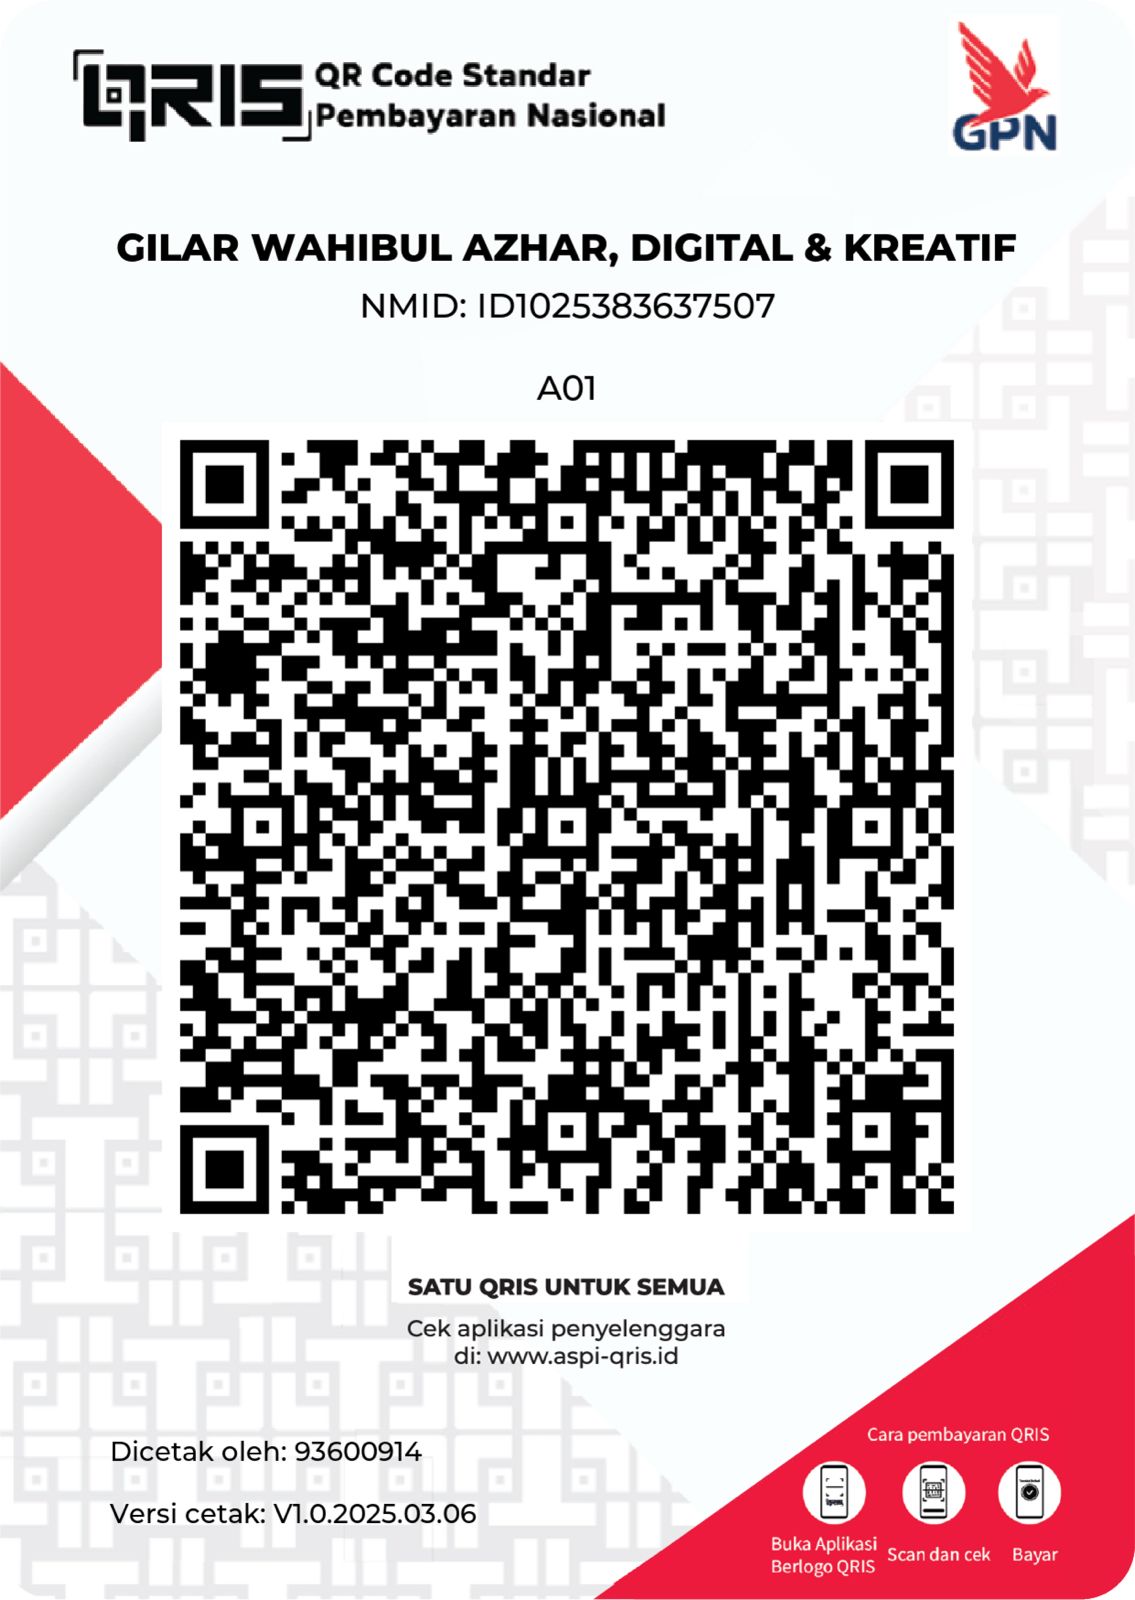 QRIS QR Code Standar
Pembayaran Nasional
GPN
GILAR WAHIBUL AZHAR, DIGITAL & KREATIF
NMID: ID1025383637507
A01
SATU QRIS UNTUK SEMUA
Cek aplikasi penyelenggara
di: www.aspi-qris.id
Dicetak oleh: 93600914
Versi cetak: V1.0.2025.03.06
Cara pembayaran QRIS
Buka Aplikasi
Berlogo QRIS
Scan dan cek
Bayar